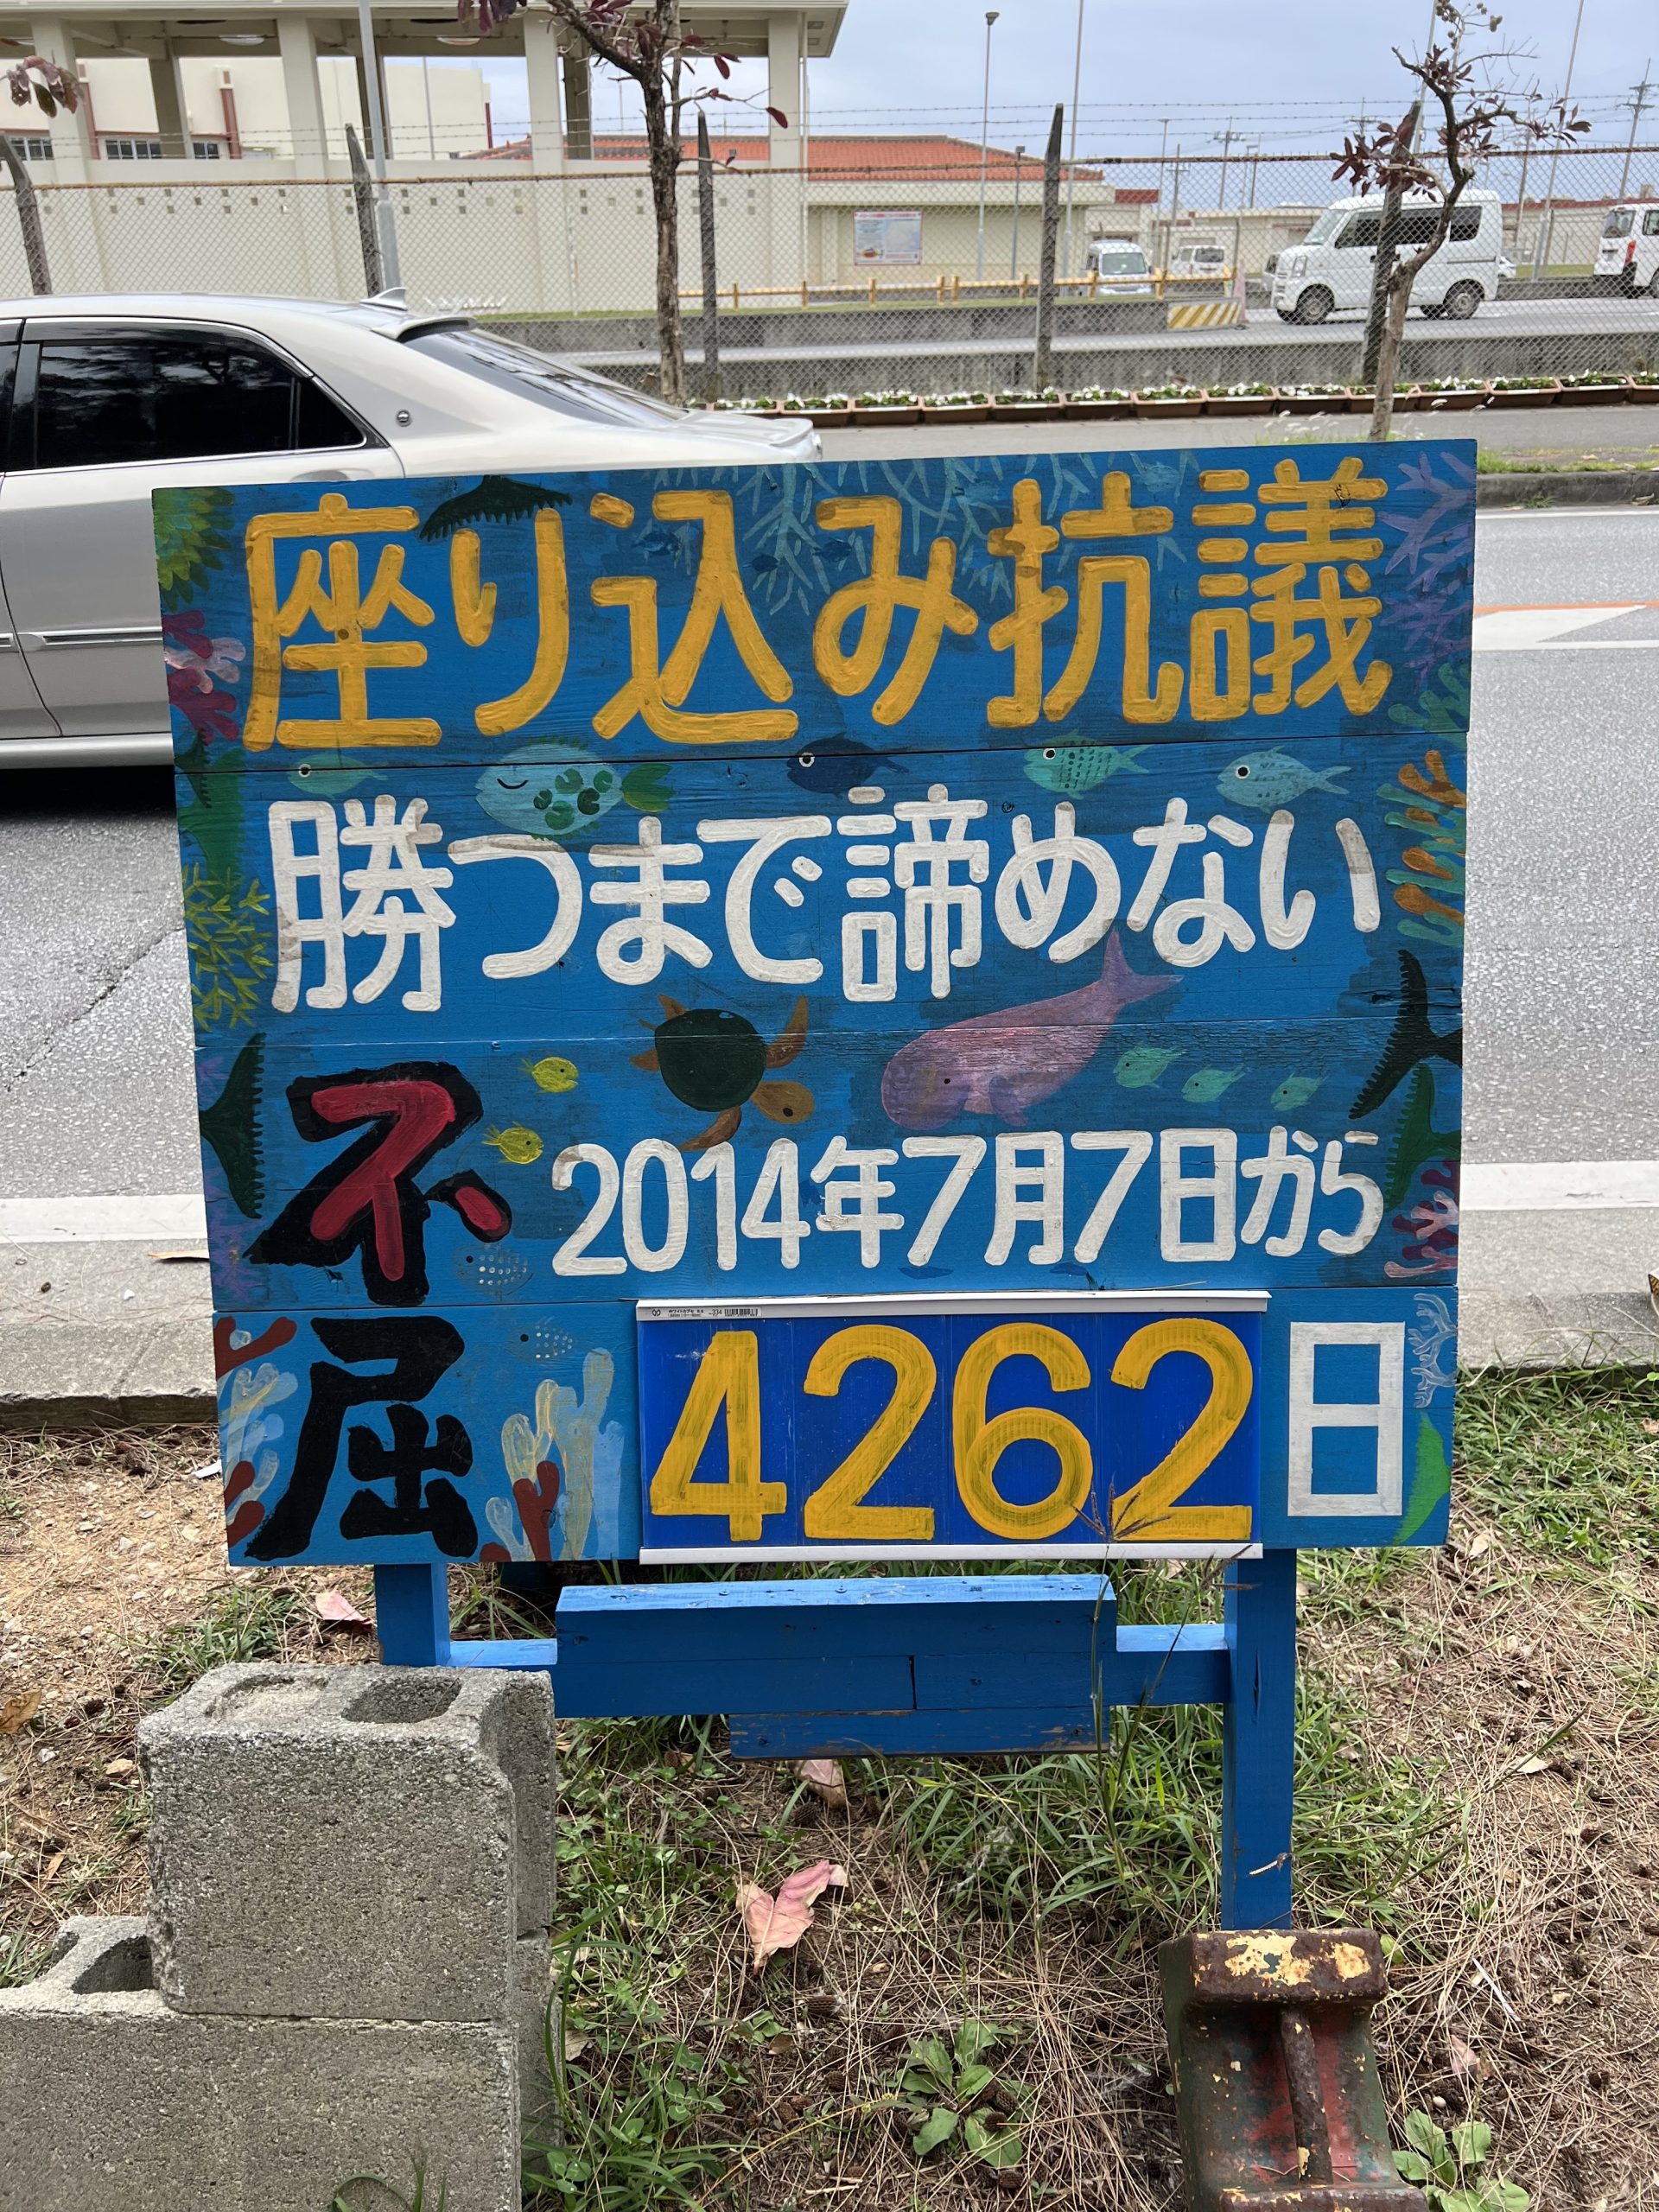 座り込み抗議
勝つまで諦めない
不屈
2014年7月7日から
4262日